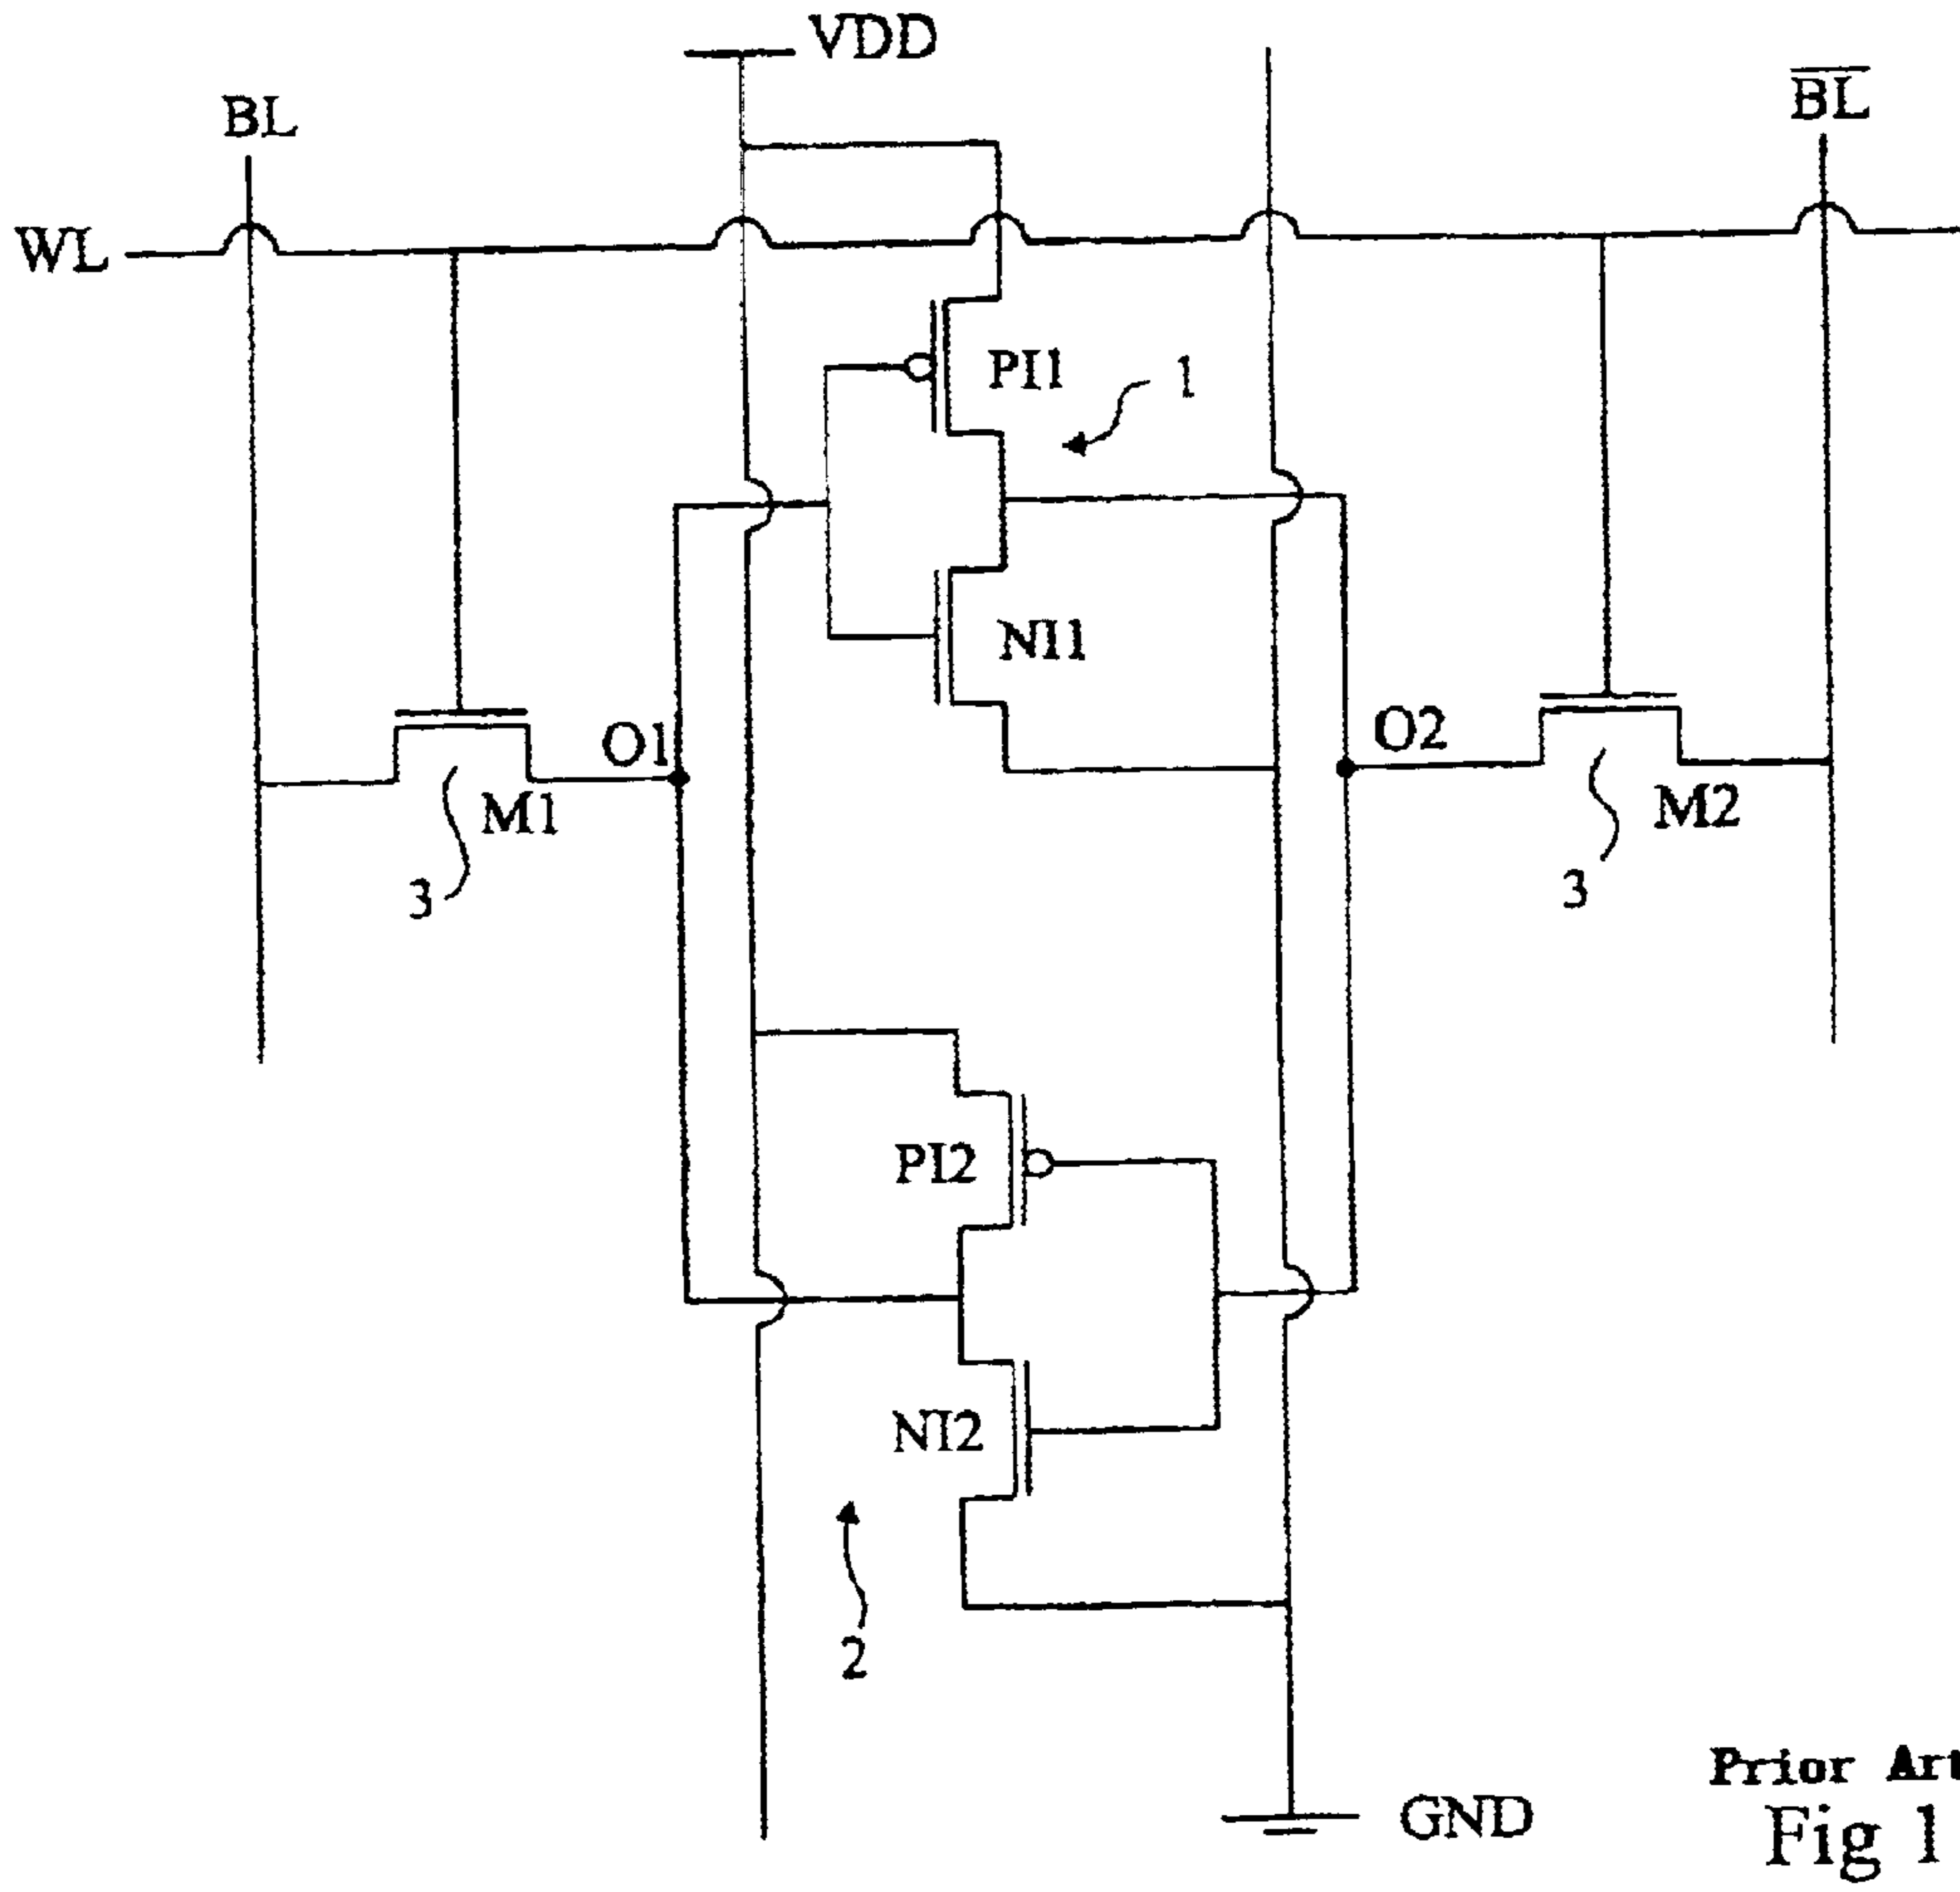 VDD
BL
B̅L̅
WL
PI1
1
NI1
O1
O2
M1
M2
3
3
PI2
NI2
2
Prior Art
GND
Fig 1